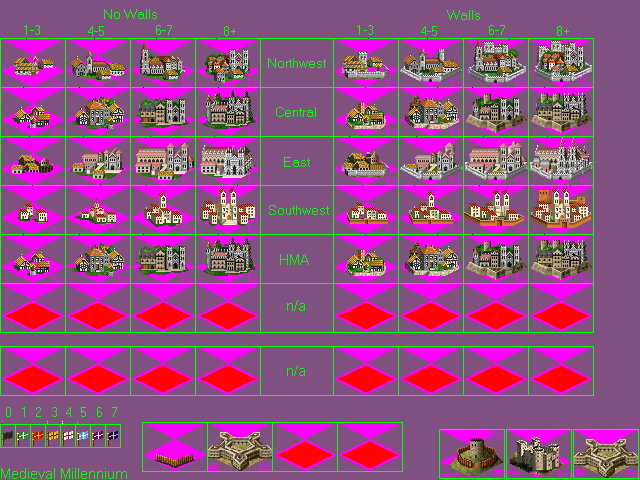 No Walls Walls
1-3 4-5 6-7 8+ 1-3 4-5 6-7 8+
Northwest
Central
East
Southwest
HMA
n/a
n/a
0 1 2 3 4 5 6 7
Medieval Millennium